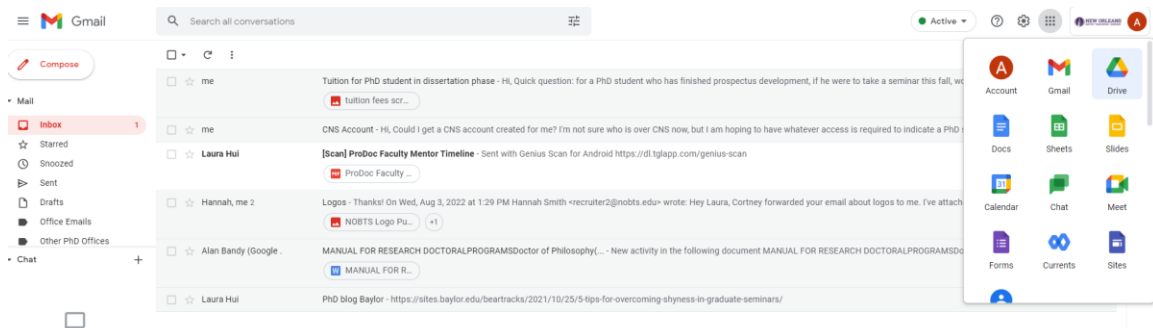 Gmail
Search all conversations
Active
NEW ORLEANS
A
Compose
Mail
Inbox 1
Starred
Snoozed
Sent
Drafts
Office Emails
Other PhD Offices
Chat
me Tuition for PhD student in dissertation phase - Hi, Quick question: for a PhD student who has finished prospectus development, if he were to take a seminar this fall, wo
tuition fees scr...
me CNS Account - Hi, Could I get a CNS account created for me? I'm not sure who is over CNS now, but I am hoping to have whatever access is required to indicate a PhD
Laura Hui [Scan] ProDoc Faculty Mentor Timeline - Sent with Genius Scan for Android https://dl.tglapp.com/genius-scan
PDF ProDoc Faculty ...
Hannah, me 2 Logos - Thanks! On Wed, Aug 3, 2022 at 1:29 PM Hannah Smith <recruiter2@nobts.edu> wrote: Hey Laura, Cortney forwarded your email about logos to me. I've attach
NOBTS Logo Pu... +1
Alan Bandy (Google . MANUAL FOR RESEARCH DOCTORALPROGRAMSDoctor of Philosophy(... - New activity in the following document MANUAL FOR RESEARCH DOCTORALPROGRAMSDo
W MANUAL FOR R...
Laura Hui PhD blog Baylor - https://sites.baylor.edu/beartracks/2021/10/25/5-tips-for-overcoming-shyness-in-graduate-seminars/
A
Account Gmail Drive
Docs Sheets Slides
31
Calendar Chat Meet
Forms Currents Sites